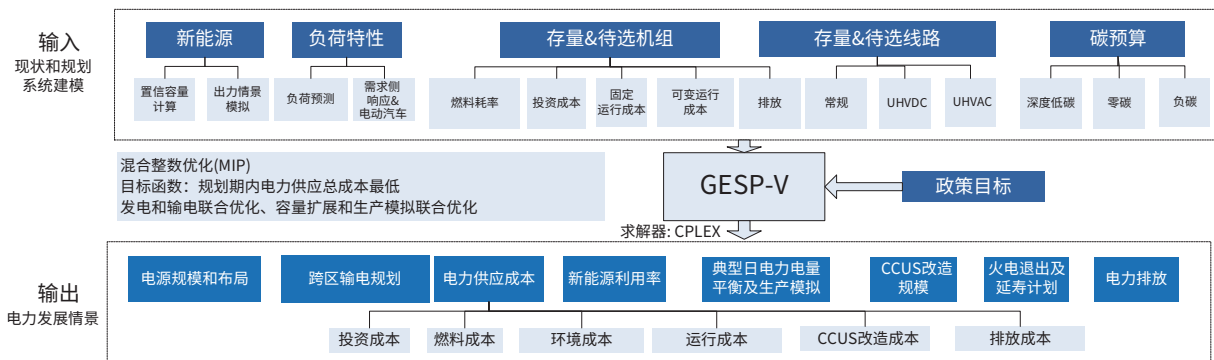 输入
现状和规划
系统建模
新能源
负荷特性
存量&待选机组
存量&待选线路
碳预算
置信容量
计算
出力情景
模拟
负荷预测
需求侧
响应&
电动汽车
燃料耗率
投资成本
固定
运行成本
可变运行
成本
排放
常规
UHVDC
UHVAC
深度低碳
零碳
负碳
混合整数优化(MIP)
目标函数：规划期内电力供应总成本最低
发电和输电联合优化、容量扩展和生产模拟联合优化
GESP-V
政策目标
求解器: CPLEX
输出
电力发展情景
电源规模和布局
跨区输电规划
电力供应成本
新能源利用率
典型日电力电量
平衡及生产模拟
CCUS改造
规模
火电退出及
延寿计划
电力排放
投资成本
燃料成本
环境成本
运行成本
CCUS改造成本
排放成本